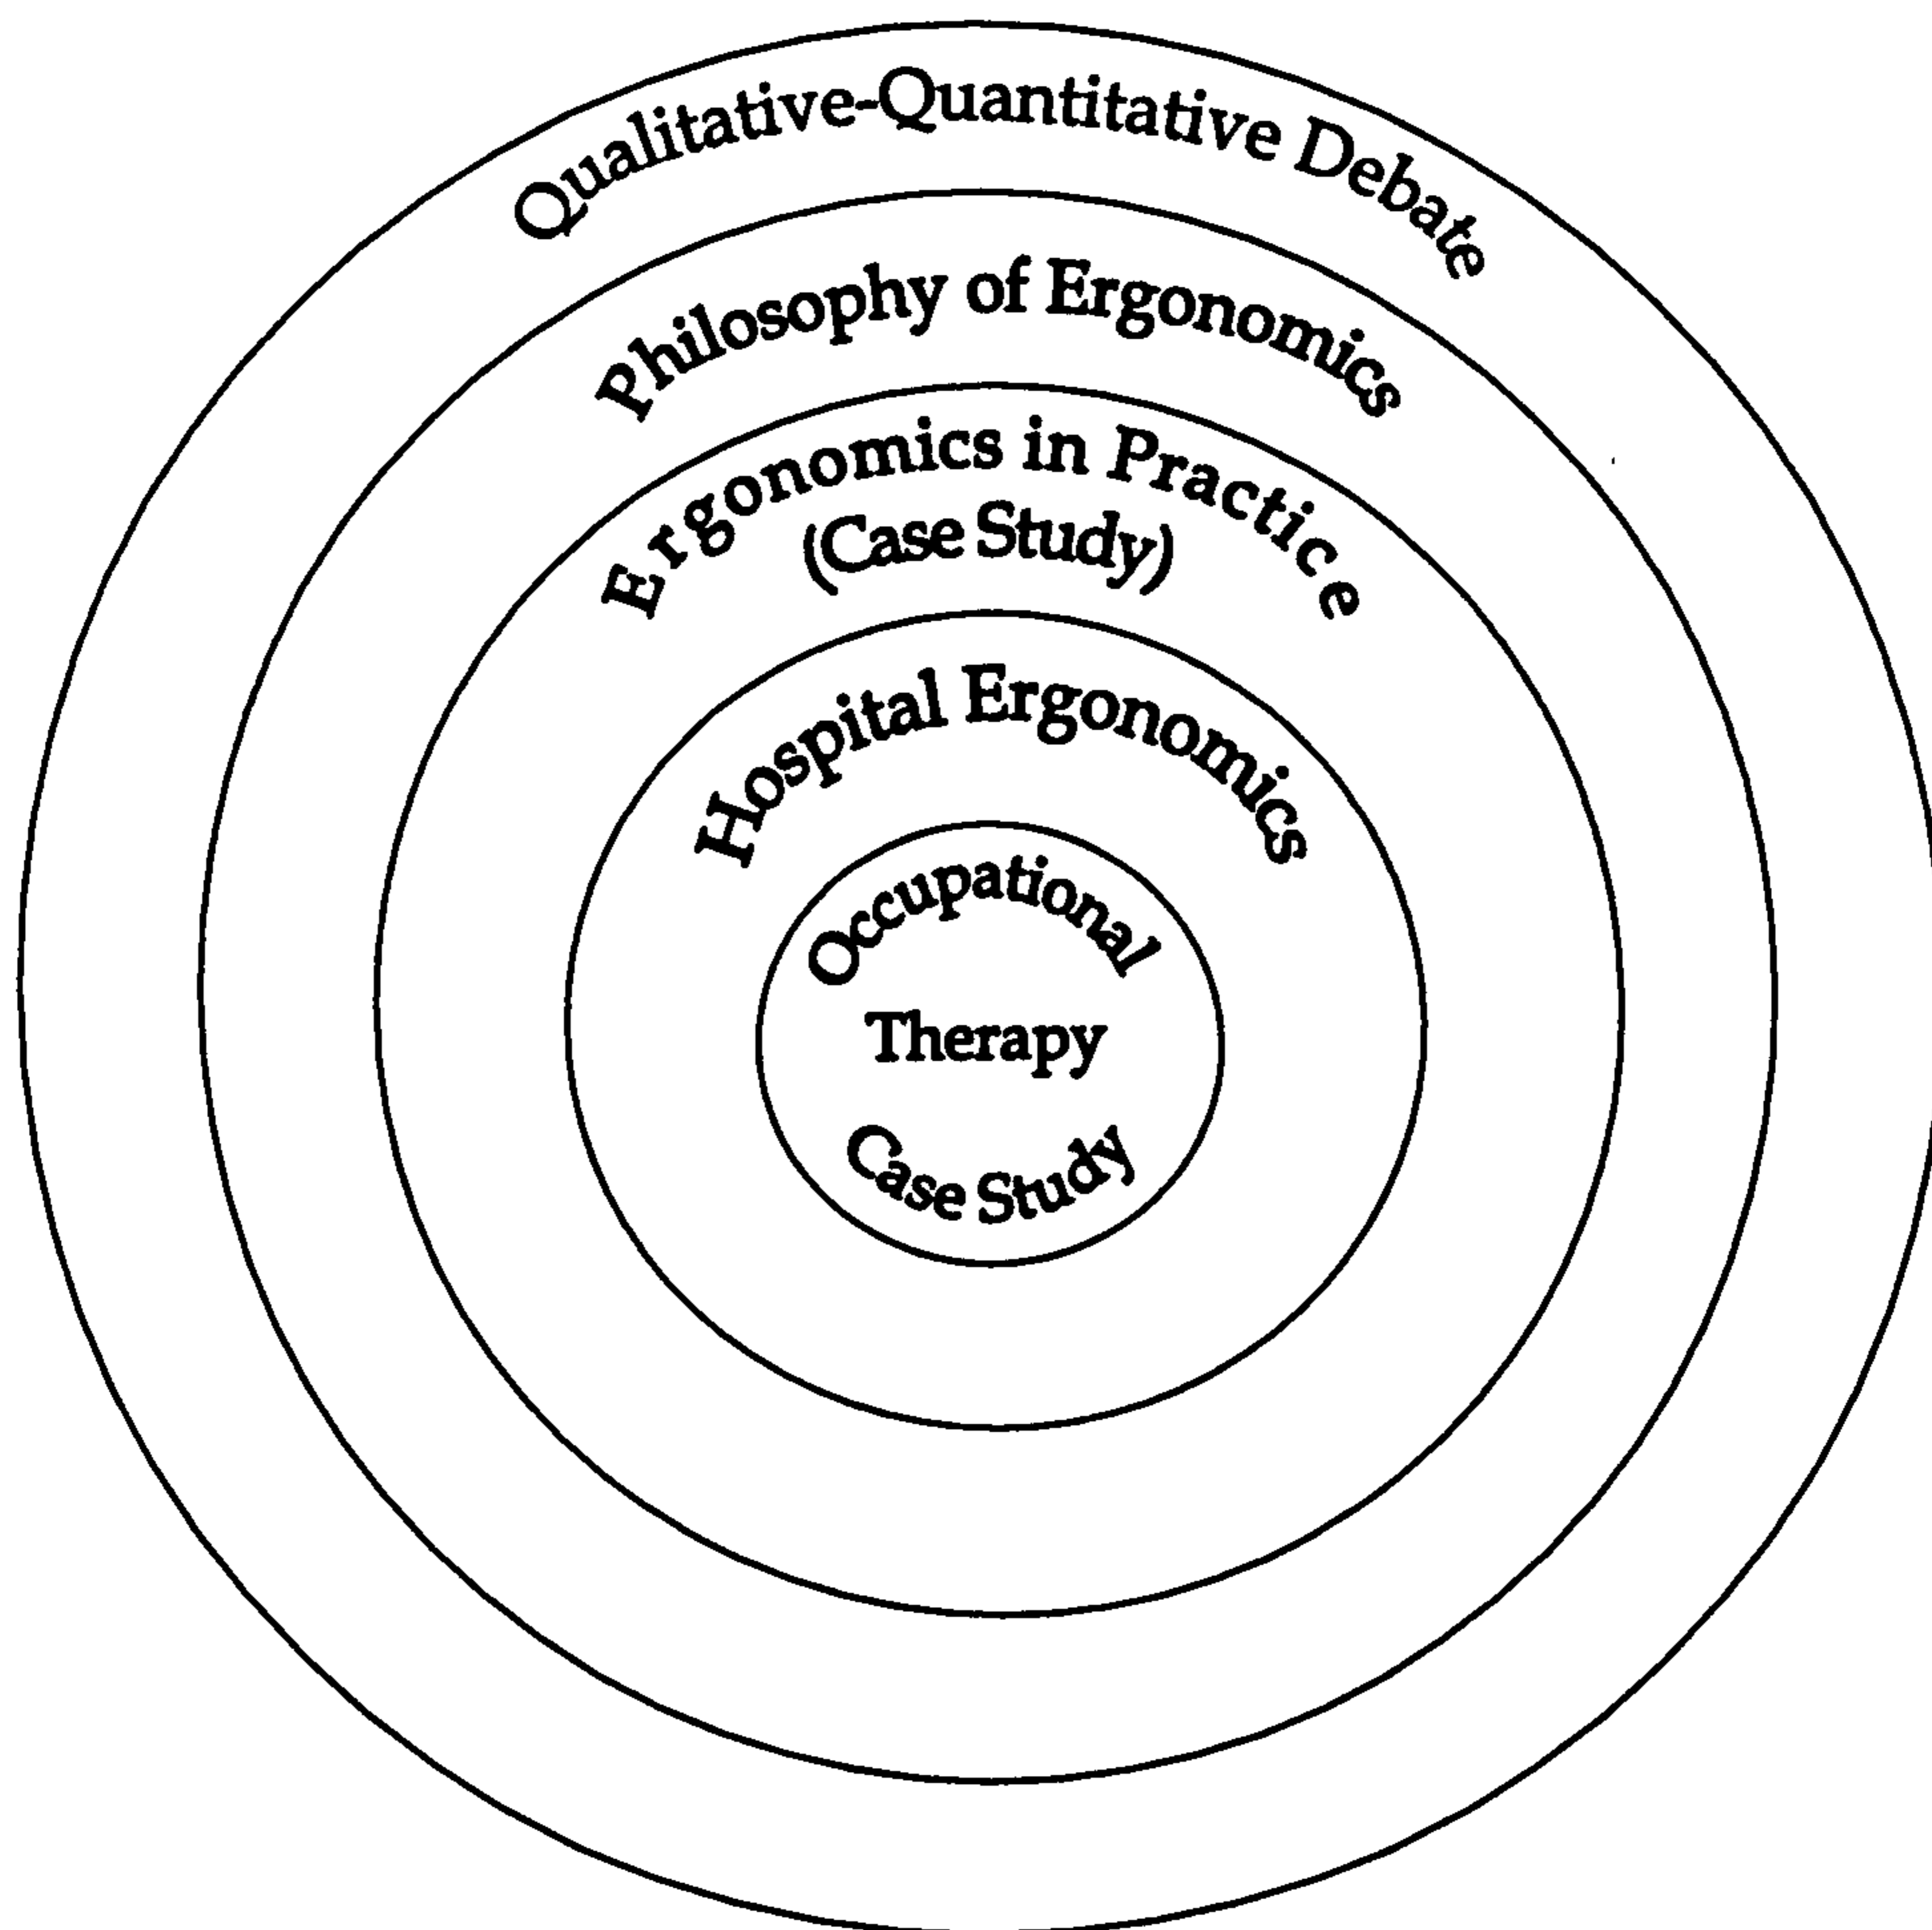 Qualitative-Quantitative Debate
Philosophy of Ergonomics
Ergonomics in Practice
(Case Study)
Hospital Ergonomics
Occupational
Therapy
Case Study